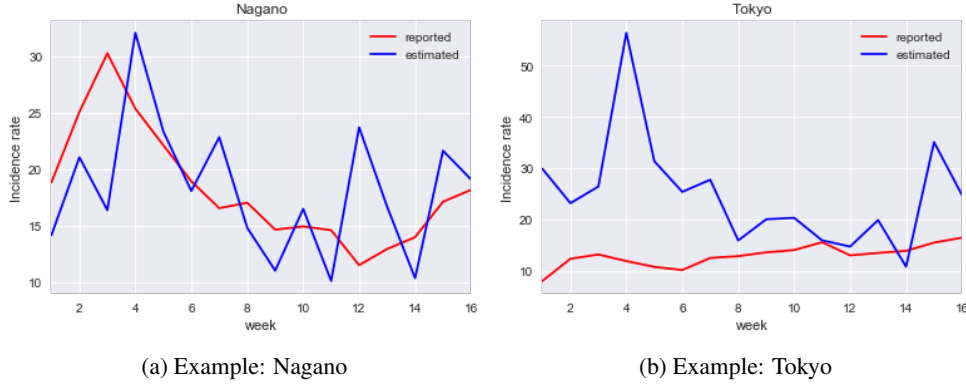 Nagano
reported
estimated
30
25
20
15
10
Incidence rate
2 4 6 8 10 12 14 16
week
(a) Example: Nagano
Tokyo
reported
estimated
50
40
30
20
10
Incidence rate
2 4 6 8 10 12 14 16
week
(b) Example: Tokyo